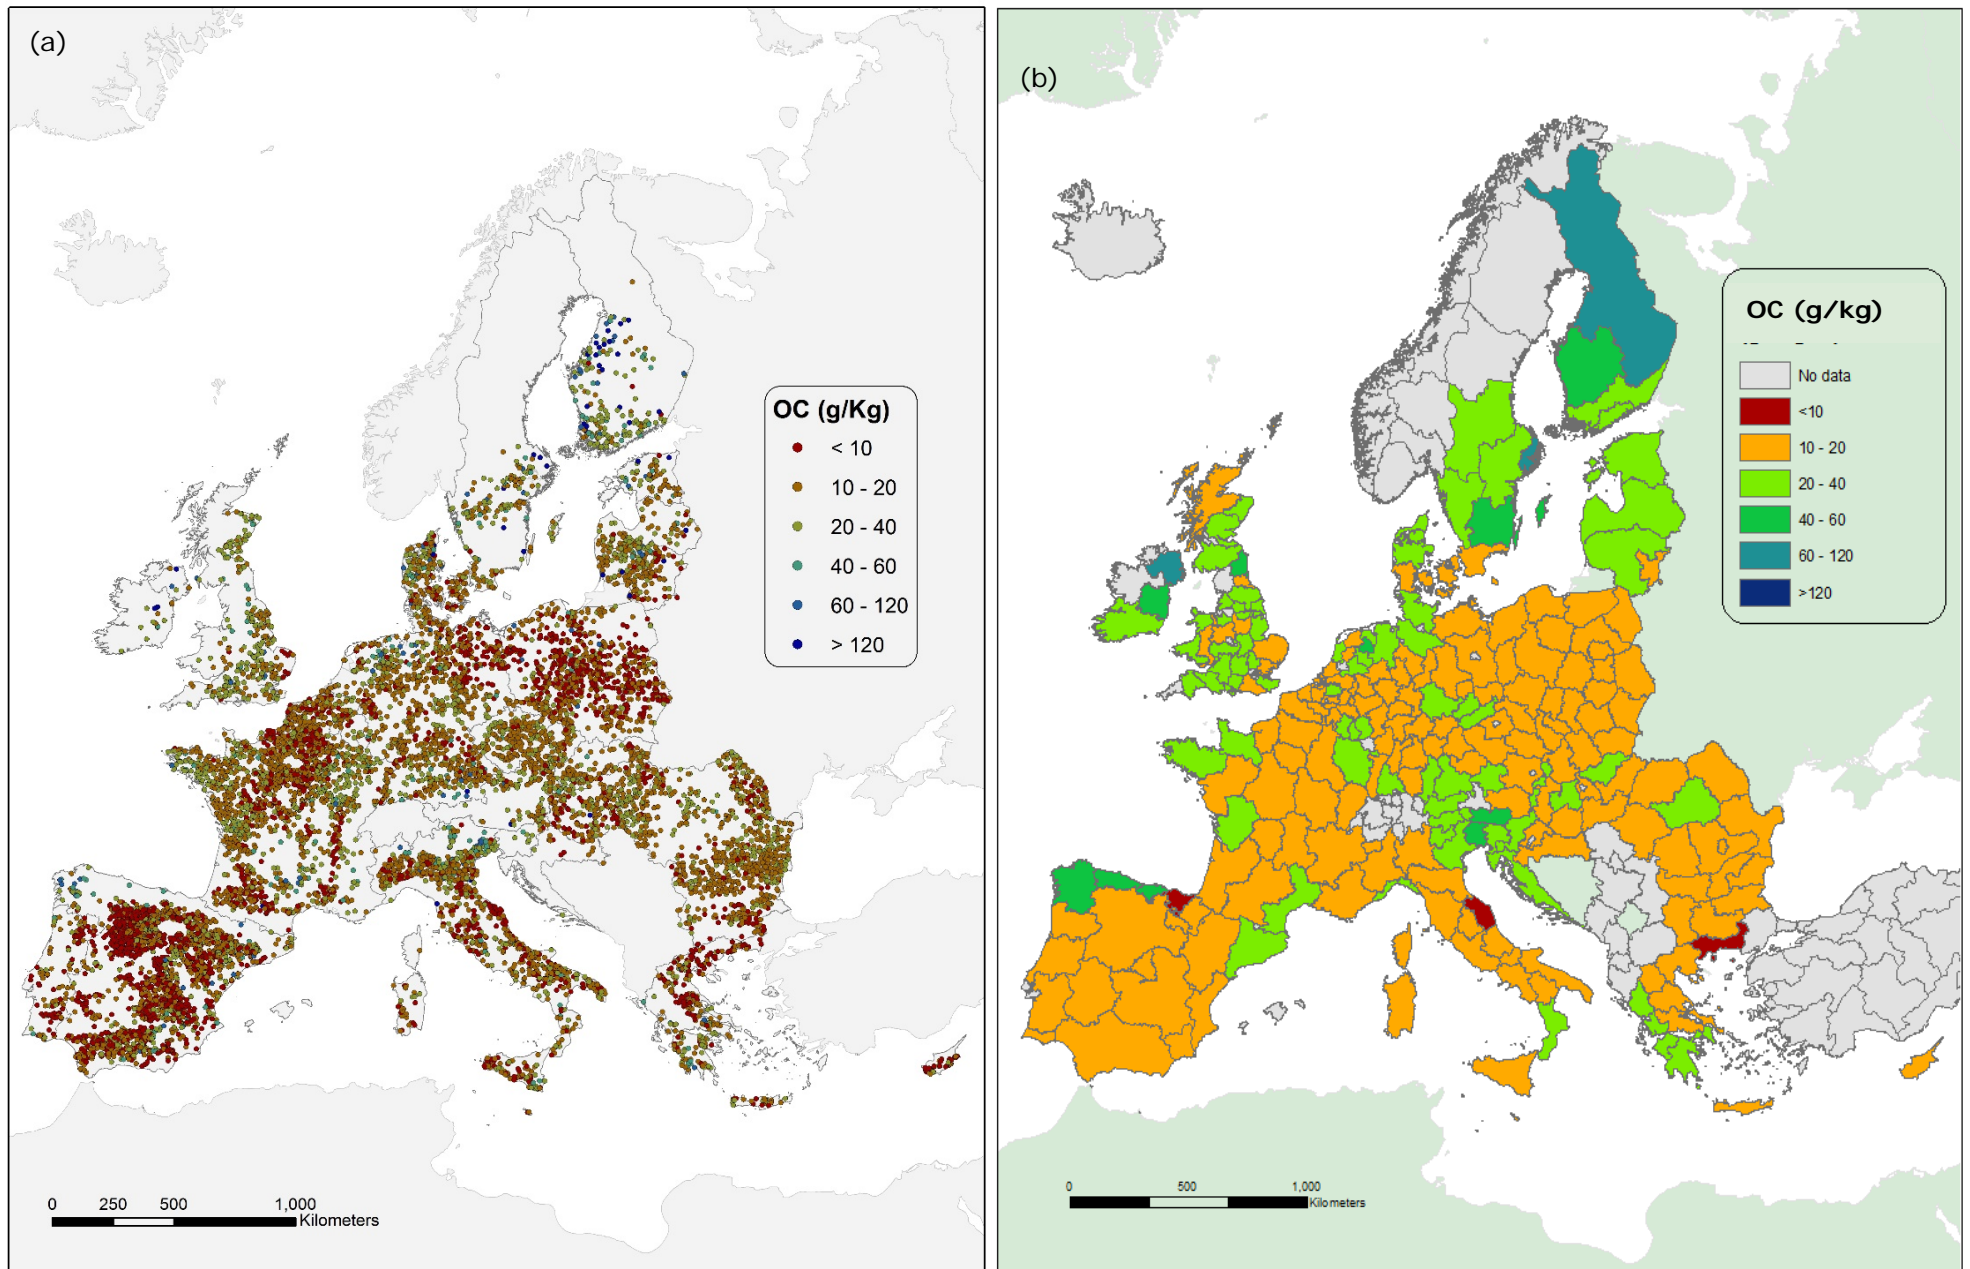 (a)
OC (g/Kg)
< 10
10 - 20
20 - 40
40 - 60
60 - 120
> 120
0 250 500 1,000
Kilometers
(b)
OC (g/kg)
No data
<10
10 - 20
20 - 40
40 - 60
60 - 120
>120
0 500 1,000
Kilometers